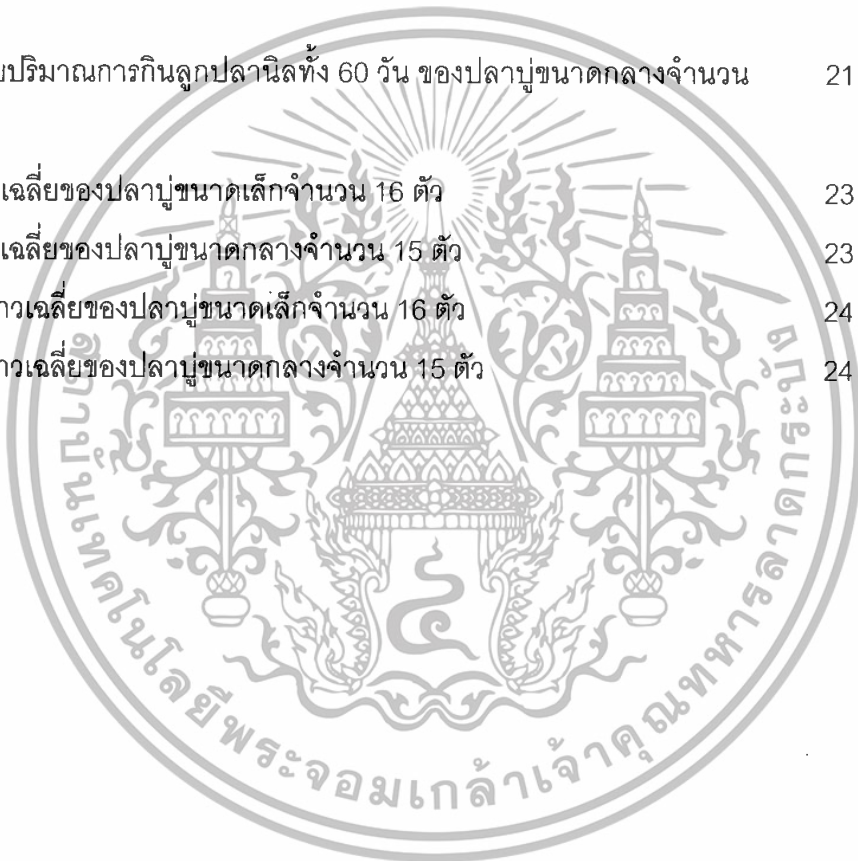 ปริมาณการกินลูกปลานิลทั้ง 60 วัน ของปลาบู่ขนาดกลางจำนวน 21
เฉลี่ยของปลาบู่ขนาดเล็กจำนวน 16 ตัว 23
เฉลี่ยของปลาบู่ขนาดกลางจำนวน 15 ตัว 23
าวเฉลี่ยของปลาบู่ขนาดเล็กจำนวน 16 ตัว 24
าวเฉลี่ยของปลาบู่ขนาดกลางจำนวน 15 ตัว 24
สถาบันเทคโนโลยีพระจอมเกล้าเจ้าคุณทหารลาดกระบัง